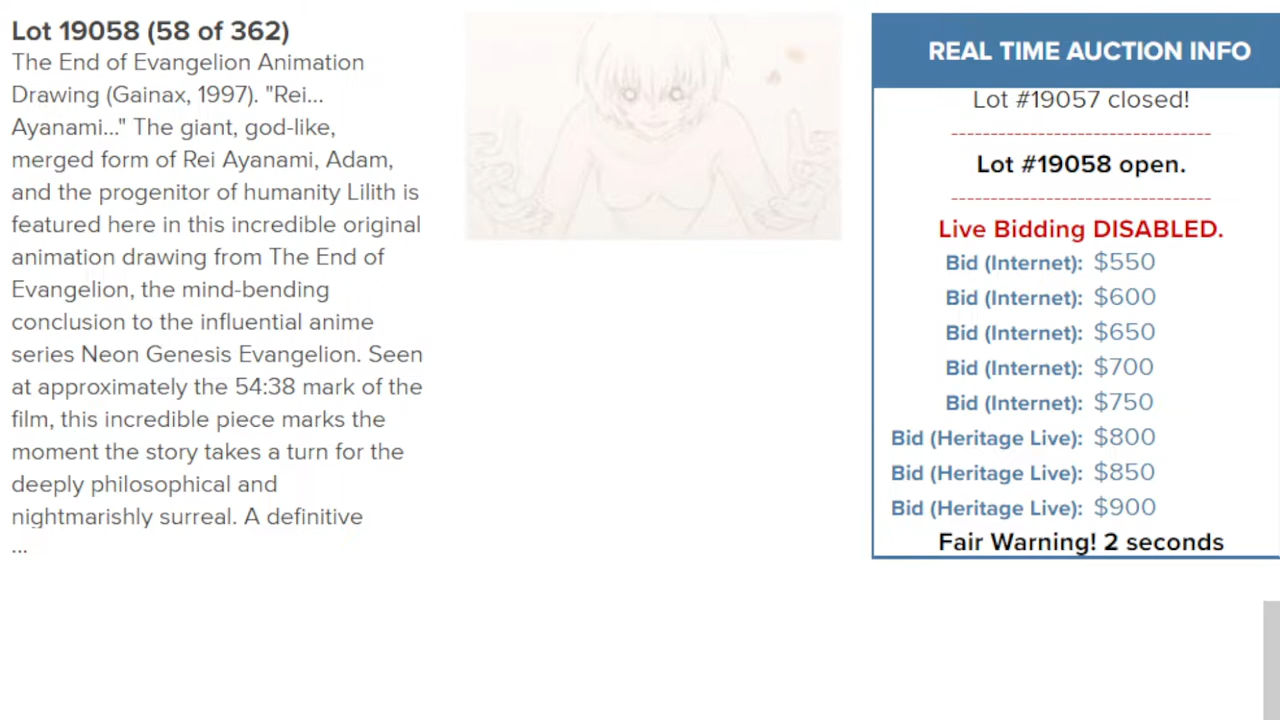 Lot 19058 (58 of 362)
The End of Evangelion Animation
Drawing (Gainax, 1997). "Rei...
Ayanami..." The giant, god-like,
merged form of Rei Ayanami, Adam,
and the progenitor of humanity Lilith is
featured here in this incredible original
animation drawing from The End of
Evangelion, the mind-bending
conclusion to the influential anime
series Neon Genesis Evangelion. Seen
at approximately the 54:38 mark of the
film, this incredible piece marks the
moment the story takes a turn for the
deeply philosophical and
nightmarishly surreal. A definitive
...
REAL TIME AUCTION INFO
Lot #19057 closed!
--------------------------------
Lot #19058 open.
--------------------------------
Live Bidding DISABLED.
Bid (Internet): $550
Bid (Internet): $600
Bid (Internet): $650
Bid (Internet): $700
Bid (Internet): $750
Bid (Heritage Live): $800
Bid (Heritage Live): $850
Bid (Heritage Live): $900
Fair Warning! 2 seconds